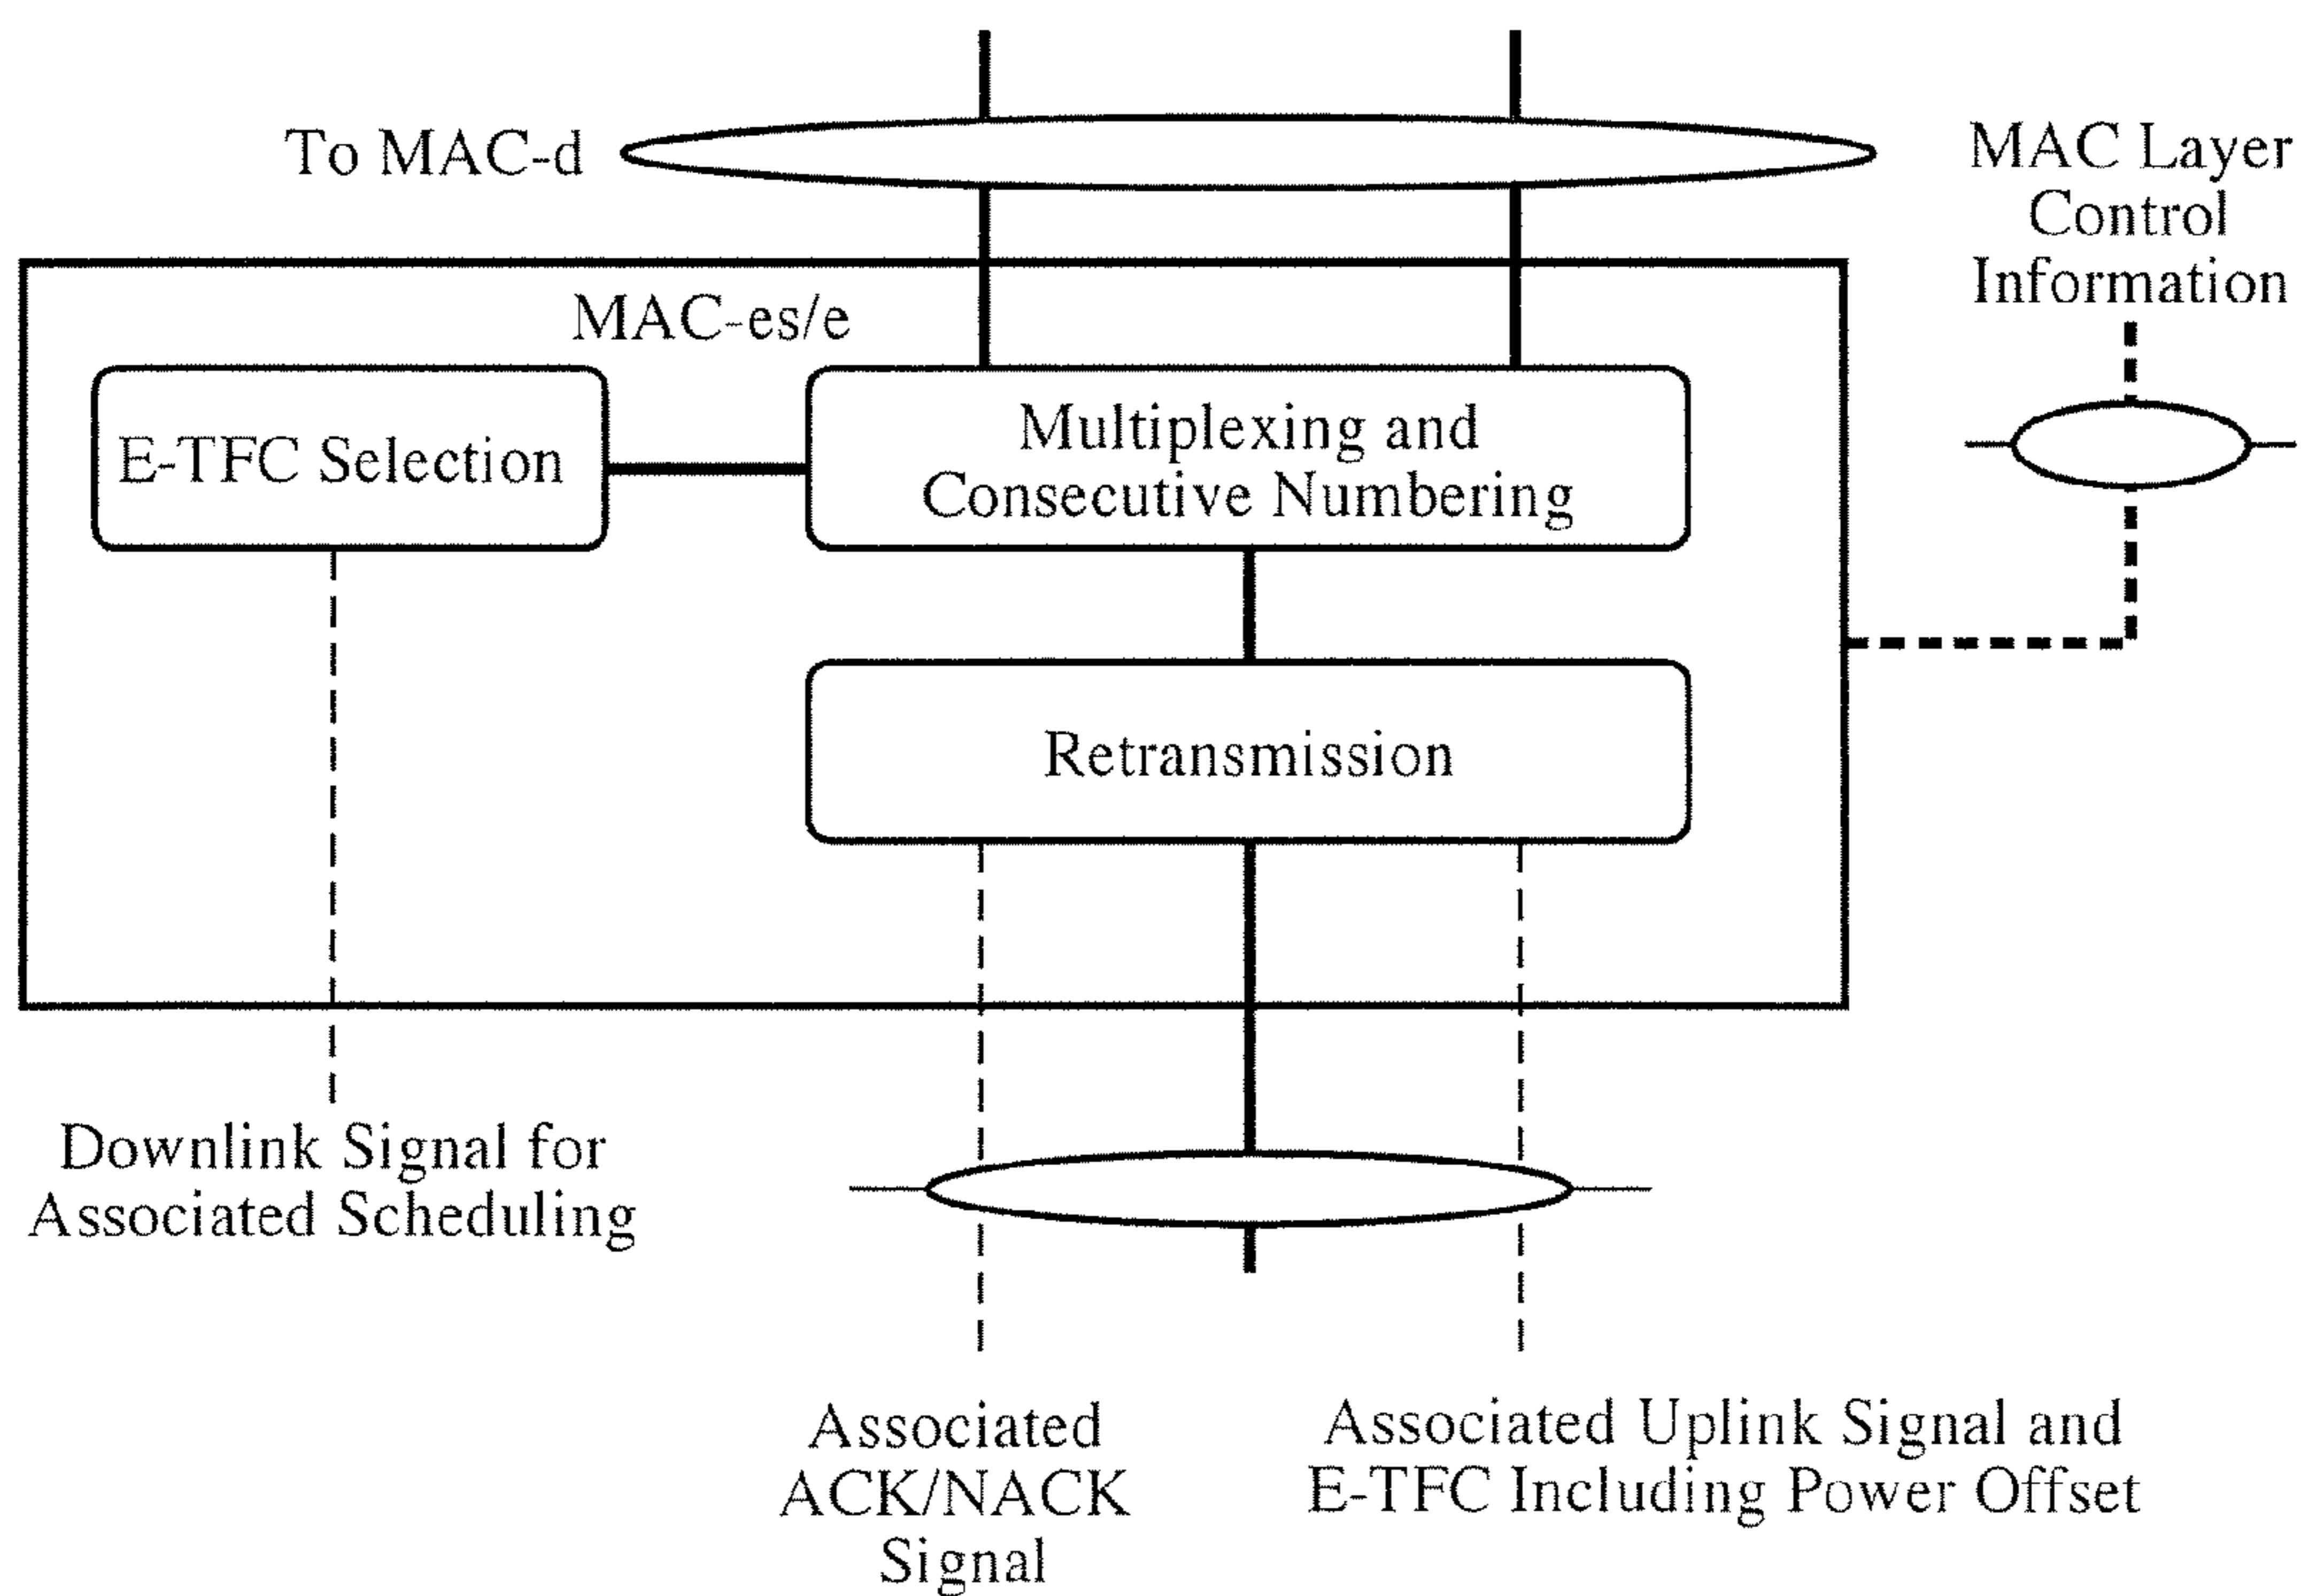 To MAC-d
MAC Layer
Control
Information
MAC-es/e
E-TFC Selection
Multiplexing and
Consecutive Numbering
Retransmission
Downlink Signal for
Associated Scheduling
Associated
ACK/NACK
Signal
Associated Uplink Signal and
E-TFC Including Power Offset